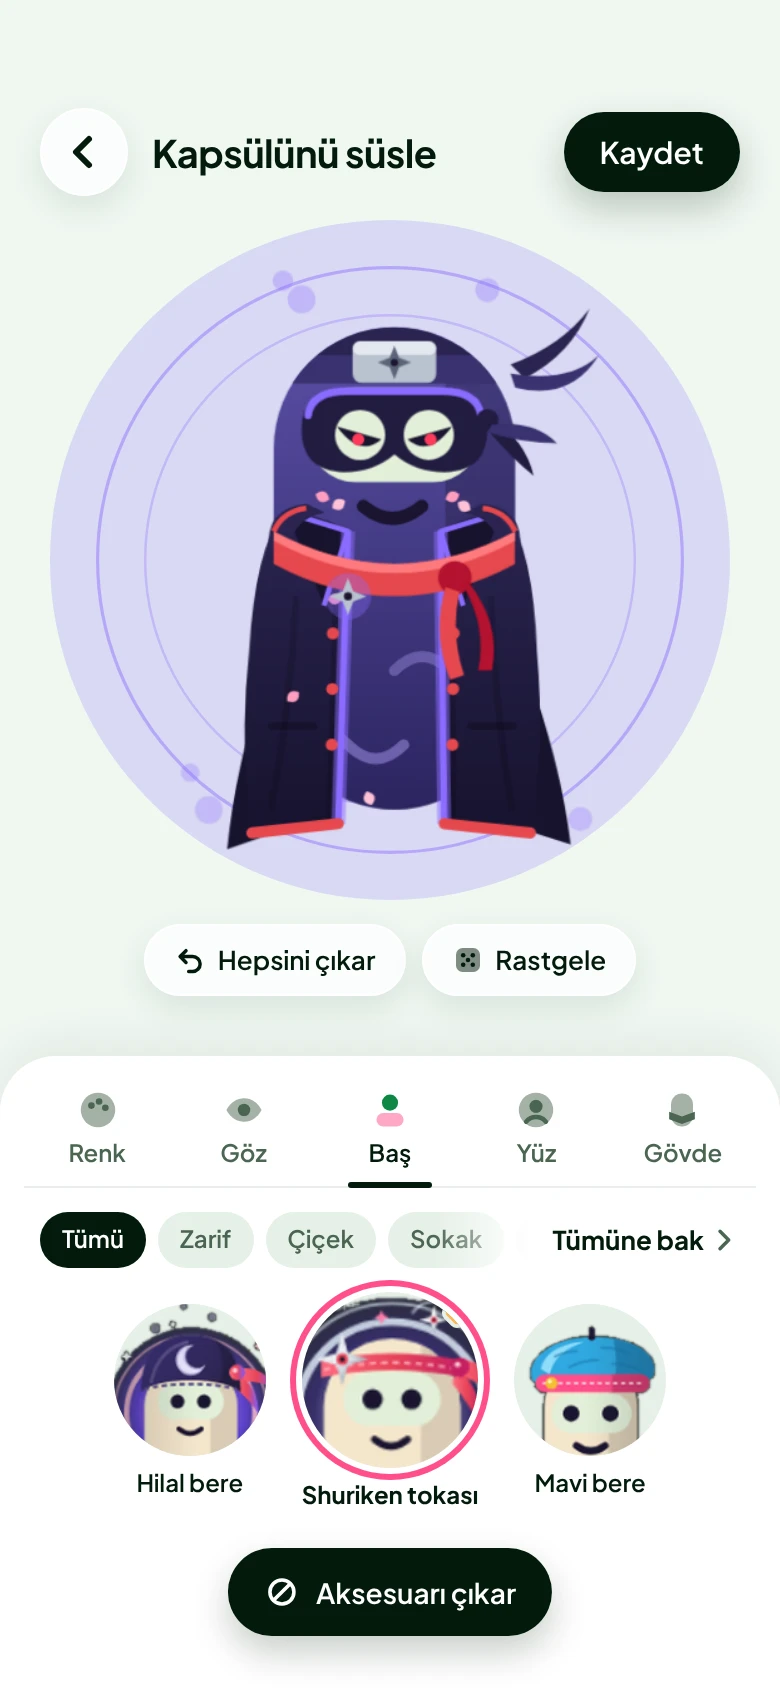 Kapsülünü süsle
Kaydet
Hepsini çıkar
Rastgele
Renk
Göz
Baş
Yüz
Gövde
Tümü
Zarif
Çiçek
Sokak
Tümüne bak
Hilal bere
Shuriken tokası
Mavi bere
Aksesuarı çıkar